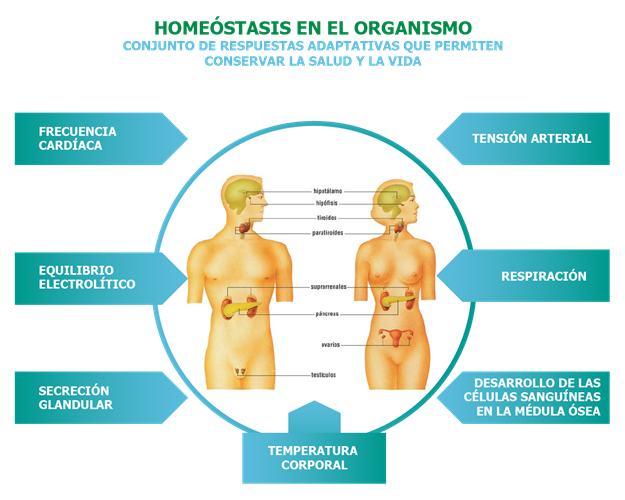 HOMEÓSTASIS EN EL ORGANISMO
CONJUNTO DE RESPUESTAS ADAPTATIVAS QUE PERMITEN
CONSERVAR LA SALUD Y LA VIDA
FRECUENCIA
CARDÍACA
TENSIÓN ARTERIAL
hipotálamo
hipófisis
tiroides
paratiroides
EQUILIBRIO
ELECTROLÍTICO
RESPIRACIÓN
suprarrenales
páncreas
ovarios
testículos
SECRECIÓN
GLANDULAR
DESARROLLO DE LAS
CÉLULAS SANGUÍNEAS
EN LA MÉDULA ÓSEA
TEMPERATURA
CORPORAL